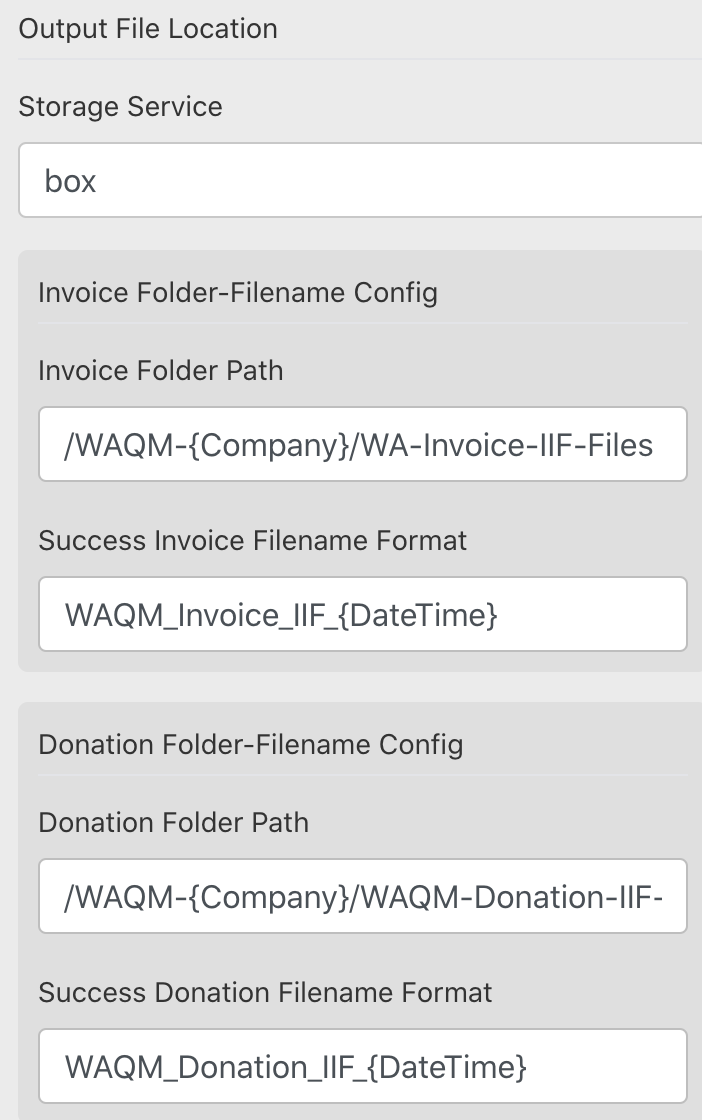 Output File Location
Storage Service
box
Invoice Folder-Filename Config
Invoice Folder Path
/WAQM-{Company}/WA-Invoice-IIF-Files
Success Invoice Filename Format
WAQM_Invoice_IIF_{DateTime}
Donation Folder-Filename Config
Donation Folder Path
/WAQM-{Company}/WAQM-Donation-IIF-
Success Donation Filename Format
WAQM_Donation_IIF_{DateTime}